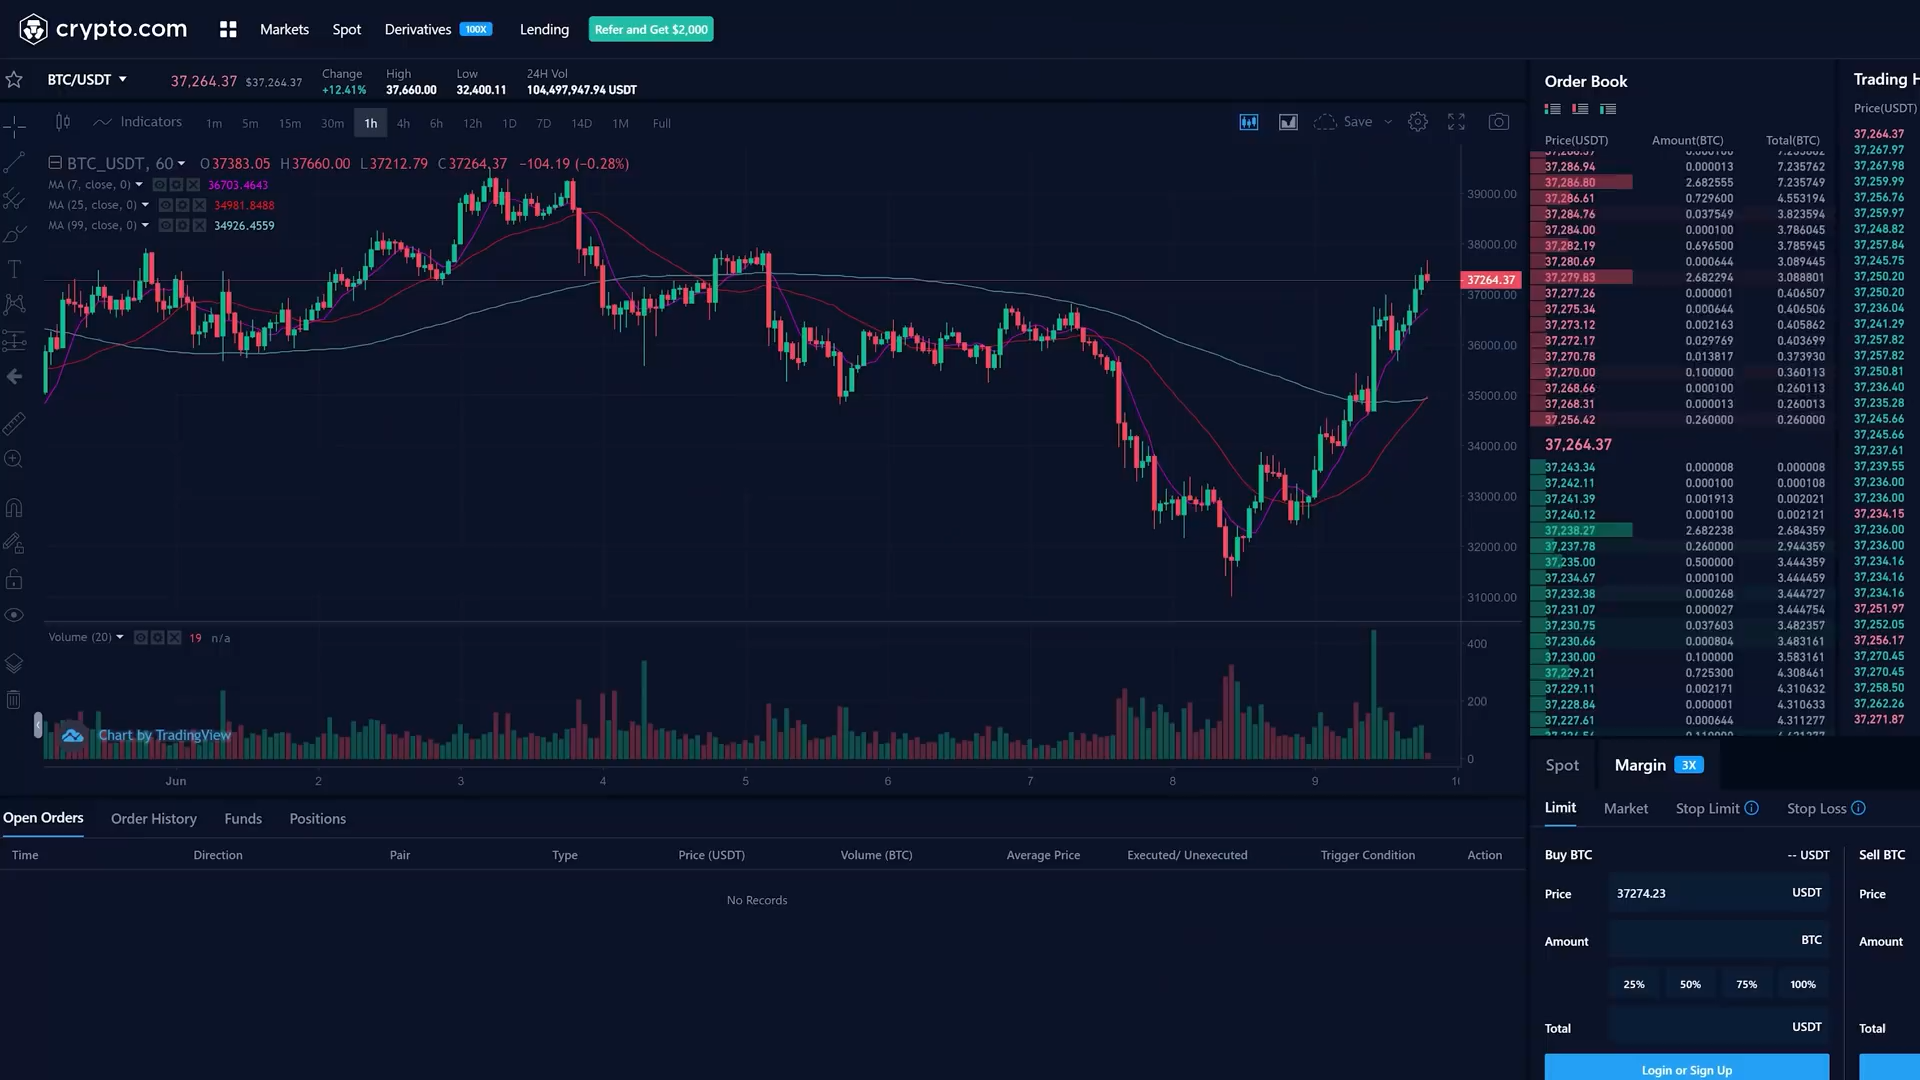 crypto.com
Markets
Spot
Derivatives 100X
Lending
Refer and Get $2,000
BTC/USDT
37,264.37 $37,264.37
Change
+12.41%
High
37,660.00
Low
32,400.11
24H Vol
104,497,947.94 USDT
Indicators
1m 5m 15m 30m 1h 4h 6h 12h 1D 7D 14D 1M Full
Save
BTC_USDT, 60 O37383.05 H37660.00 L37212.79 C37264.37 −104.19 (−0.28%)
MA (7, close, 0) 36703.4643
MA (25, close, 0) 34981.8488
MA (99, close, 0) 34926.4559
39000.00
38000.00
37264.37
37000.00
36000.00
35000.00
34000.00
33000.00
32000.00
31000.00
Volume (20) 19 n/a
400
200
0
Chart by TradingView
Jun 2 3 4 5 6 7 8 9
Order Book
Price(USDT) Amount(BTC) Total(BTC)
37,286.94 0.000013 7.235762
37,286.80 2.682555 7.235749
37,286.61 0.729600 4.553194
37,284.76 0.037549 3.823594
37,284.00 0.000100 3.786045
37,282.19 0.696500 3.785945
37,280.69 0.000644 3.089445
37,279.83 2.682294 3.088801
37,277.26 0.000001 0.406507
37,275.34 0.000644 0.406506
37,273.12 0.002163 0.405862
37,272.17 0.029769 0.403699
37,270.78 0.013817 0.373930
37,270.00 0.100000 0.360113
37,268.66 0.000100 0.260113
37,268.31 0.000013 0.260013
37,256.42 0.260000 0.260000
37,264.37
37,243.34 0.000008 0.000008
37,242.11 0.000100 0.000108
37,241.39 0.001913 0.002021
37,240.12 0.000100 0.002121
37,238.27 2.682238 2.684359
37,237.78 0.260000 2.944359
37,235.00 0.500000 3.444359
37,234.67 0.000100 3.444459
37,232.38 0.000268 3.444727
37,231.07 0.000027 3.444754
37,230.75 0.037603 3.482357
37,230.66 0.000804 3.483161
37,230.00 0.100000 3.583161
37,229.21 0.725300 4.308461
37,229.11 0.002171 4.310632
37,228.84 0.000001 4.310633
37,227.61 0.000644 4.311277
Trading H
Price(USDT)
37,264.37
37,267.97
37,267.98
37,259.99
37,256.76
37,259.97
37,248.82
37,257.84
37,245.75
37,250.20
37,250.20
37,236.04
37,241.29
37,257.82
37,257.82
37,250.81
37,236.40
37,235.28
37,245.66
37,245.66
37,237.61
37,239.55
37,236.00
37,236.00
37,234.15
37,236.00
37,236.00
37,234.16
37,234.16
37,234.16
37,251.97
37,252.05
37,256.17
37,270.45
37,270.45
37,258.50
37,262.26
37,271.87
Spot
Margin 3X
Limit Market Stop Limit Stop Loss
Buy BTC -- USDT
Price 37274.23 USDT
Amount BTC
25% 50% 75% 100%
Total USDT
Login or Sign Up
Sell BTC
Price
Amount
Total
Open Orders Order History Funds Positions
Time Direction Pair Type Price (USDT) Volume (BTC) Average Price Executed/ Unexecuted Trigger Condition Action
No Records